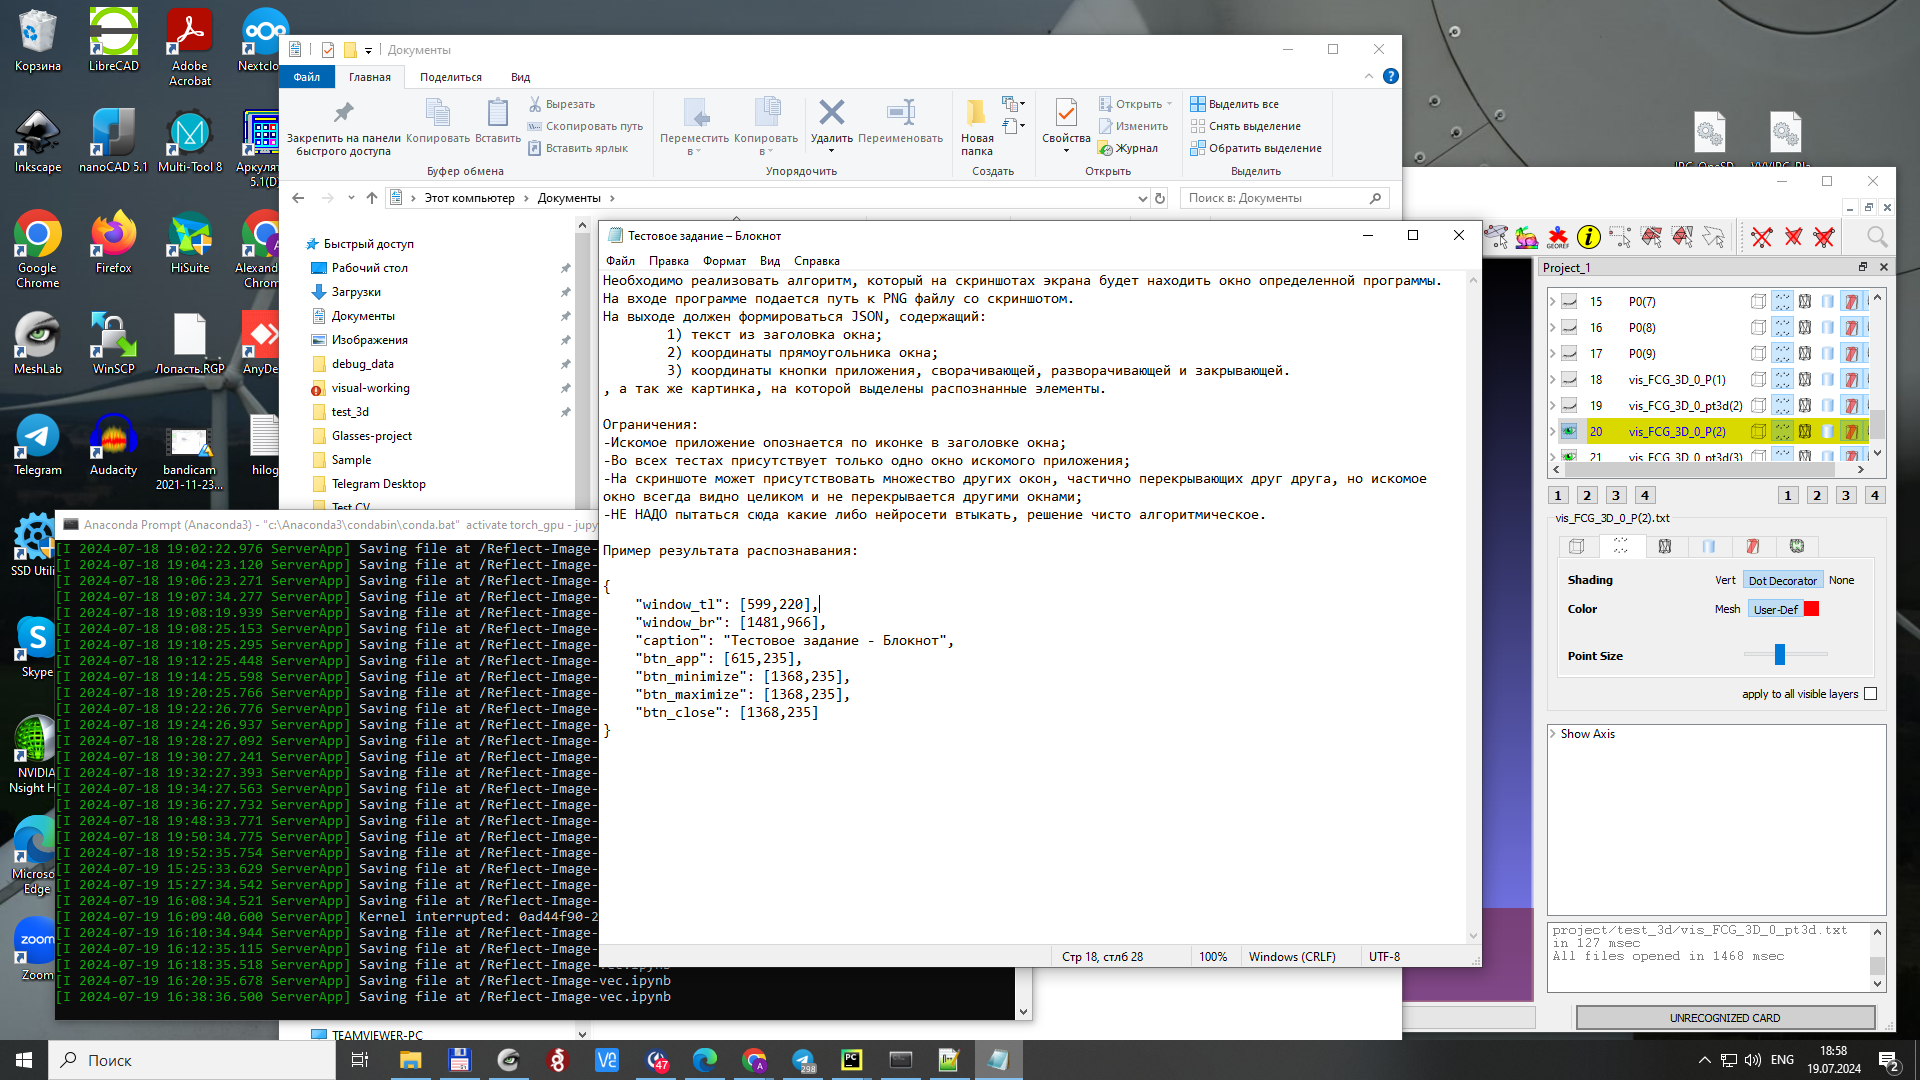 Корзина
LibreCAD
Adobe
Acrobat
Inkscape
nanoCAD 5.1
Multi-Tool 8
5.1(D)
Google
Chrome
Firefox
HiSuite
MeshLab
WinSCP
Лопасть.RGP
Telegram
Audacity
bandicam
2021-11-23...
hilog
Skype
NVIDIA
Edge
Zoom
Документы
Файл
Главная
Поделиться
Вид
Закрепить на панели
быстрого доступа
Копировать
Вставить
Вырезать
Скопировать путь
Вставить ярлык
Буфер обмена
Переместить
в
Копировать
в
Удалить
Переименовать
Упорядочить
Новая
папка
Создать
Свойства
Открыть
Изменить
Журнал
Открыть
Выделить все
Снять выделение
Обратить выделение
Выделить
Этот компьютер > Документы >
Поиск в: Документы
Быстрый доступ
Рабочий стол
Загрузки
Документы
Изображения
debug_data
visual-working
test_3d
Glasses-project
Sample
Telegram Desktop
Test CV
TEAMVIEWER-PC
Тестовое задание – Блокнот
Файл Правка Формат Вид Справка
Необходимо реализовать алгоритм, который на скриншотах экрана будет находить окно определенной программы.
На входе программе подается путь к PNG файлу со скриншотом.
На выходе должен формироваться JSON, содержащий:
1) текст из заголовка окна;
2) координаты прямоугольника окна;
3) координаты кнопки приложения, сворачивающей, разворачивающей и закрывающей.
, а так же картинка, на которой выделены распознанные элементы.
Ограничения:
-Искомое приложение опознается по иконке в заголовке окна;
-Во всех тестах присутствует только одно окно искомого приложения;
-На скриншоте может присутствовать множество других окон, частично перекрывающих друг друга, но искомое
окно всегда видно целиком и не перекрывается другими окнами;
-НЕ НАДО пытаться сюда какие либо нейросети втыкать, решение чисто алгоритмическое.
Пример результата распознавания:
{
"window_tl": [599,220],
"window_br": [1481,966],
"caption": "Тестовое задание - Блокнот",
"btn_app": [615,235],
"btn_minimize": [1368,235],
"btn_maximize": [1368,235],
"btn_close": [1368,235]
}
Стр 18, стлб 28
100%
Windows (CRLF)
UTF-8
Anaconda Prompt (Anaconda3) - "c:\Anaconda3\condabin\conda.bat" activate torch_gpu - jupy
[I 2024-07-18 19:02:22.976 ServerApp] Saving file at /Reflect-Image-
[I 2024-07-18 19:04:23.120 ServerApp] Saving file at /Reflect-Image-
[I 2024-07-18 19:06:23.271 ServerApp] Saving file at /Reflect-Image-
[I 2024-07-18 19:07:34.277 ServerApp] Saving file at /Reflect-Image-
[I 2024-07-18 19:08:19.939 ServerApp] Saving file at /Reflect-Image-
[I 2024-07-18 19:08:25.153 ServerApp] Saving file at /Reflect-Image-
[I 2024-07-18 19:10:25.295 ServerApp] Saving file at /Reflect-Image-
[I 2024-07-18 19:12:25.448 ServerApp] Saving file at /Reflect-Image-
[I 2024-07-18 19:14:25.598 ServerApp] Saving file at /Reflect-Image-
[I 2024-07-18 19:20:25.766 ServerApp] Saving file at /Reflect-Image-
[I 2024-07-18 19:22:26.776 ServerApp] Saving file at /Reflect-Image-
[I 2024-07-18 19:24:26.937 ServerApp] Saving file at /Reflect-Image-
[I 2024-07-18 19:28:27.092 ServerApp] Saving file at /Reflect-Image-
[I 2024-07-18 19:30:27.241 ServerApp] Saving file at /Reflect-Image-
[I 2024-07-18 19:32:27.393 ServerApp] Saving file at /Reflect-Image-
[I 2024-07-18 19:34:27.563 ServerApp] Saving file at /Reflect-Image-
[I 2024-07-18 19:36:27.732 ServerApp] Saving file at /Reflect-Image-
[I 2024-07-18 19:48:33.771 ServerApp] Saving file at /Reflect-Image-
[I 2024-07-18 19:50:34.775 ServerApp] Saving file at /Reflect-Image-
[I 2024-07-18 19:52:35.754 ServerApp] Saving file at /Reflect-Image-
[I 2024-07-19 15:25:33.629 ServerApp] Saving file at /Reflect-Image-
[I 2024-07-19 15:27:34.542 ServerApp] Saving file at /Reflect-Image-
[I 2024-07-19 16:08:34.521 ServerApp] Saving file at /Reflect-Image-
[I 2024-07-19 16:09:40.600 ServerApp] Kernel interrupted: 0ad44f90-2
[I 2024-07-19 16:10:34.944 ServerApp] Saving file at /Reflect-Image-
[I 2024-07-19 16:12:35.115 ServerApp] Saving file at /Reflect-Image-
[I 2024-07-19 16:18:35.518 ServerApp] Saving file at /Reflect-Image-vec.ipynb
[I 2024-07-19 16:20:35.678 ServerApp] Saving file at /Reflect-Image-vec.ipynb
[I 2024-07-19 16:38:36.500 ServerApp] Saving file at /Reflect-Image-vec.ipynb
GEOREF
Project_1
15 P0(7)
16 P0(8)
17 P0(9)
18 vis_FCG_3D_0_P(1)
19 vis_FCG_3D_0_pt3d(2)
20 vis_FCG_3D_0_P(2)
21 vis_FCG_3D_0_pt3d(3)
1 2 3 4
1 2 3 4
vis_FCG_3D_0_P(2).txt
Shading Vert Dot Decorator None
Color Mesh User-Def
Point Size
apply to all visible layers
Show Axis
project/test_3d/vis_FCG_3D_0_pt3d.txt
in 127 msec
All files opened in 1468 msec
UNRECOGNIZED CARD
Поиск
47
298
ENG
18:58
19.07.2024
2